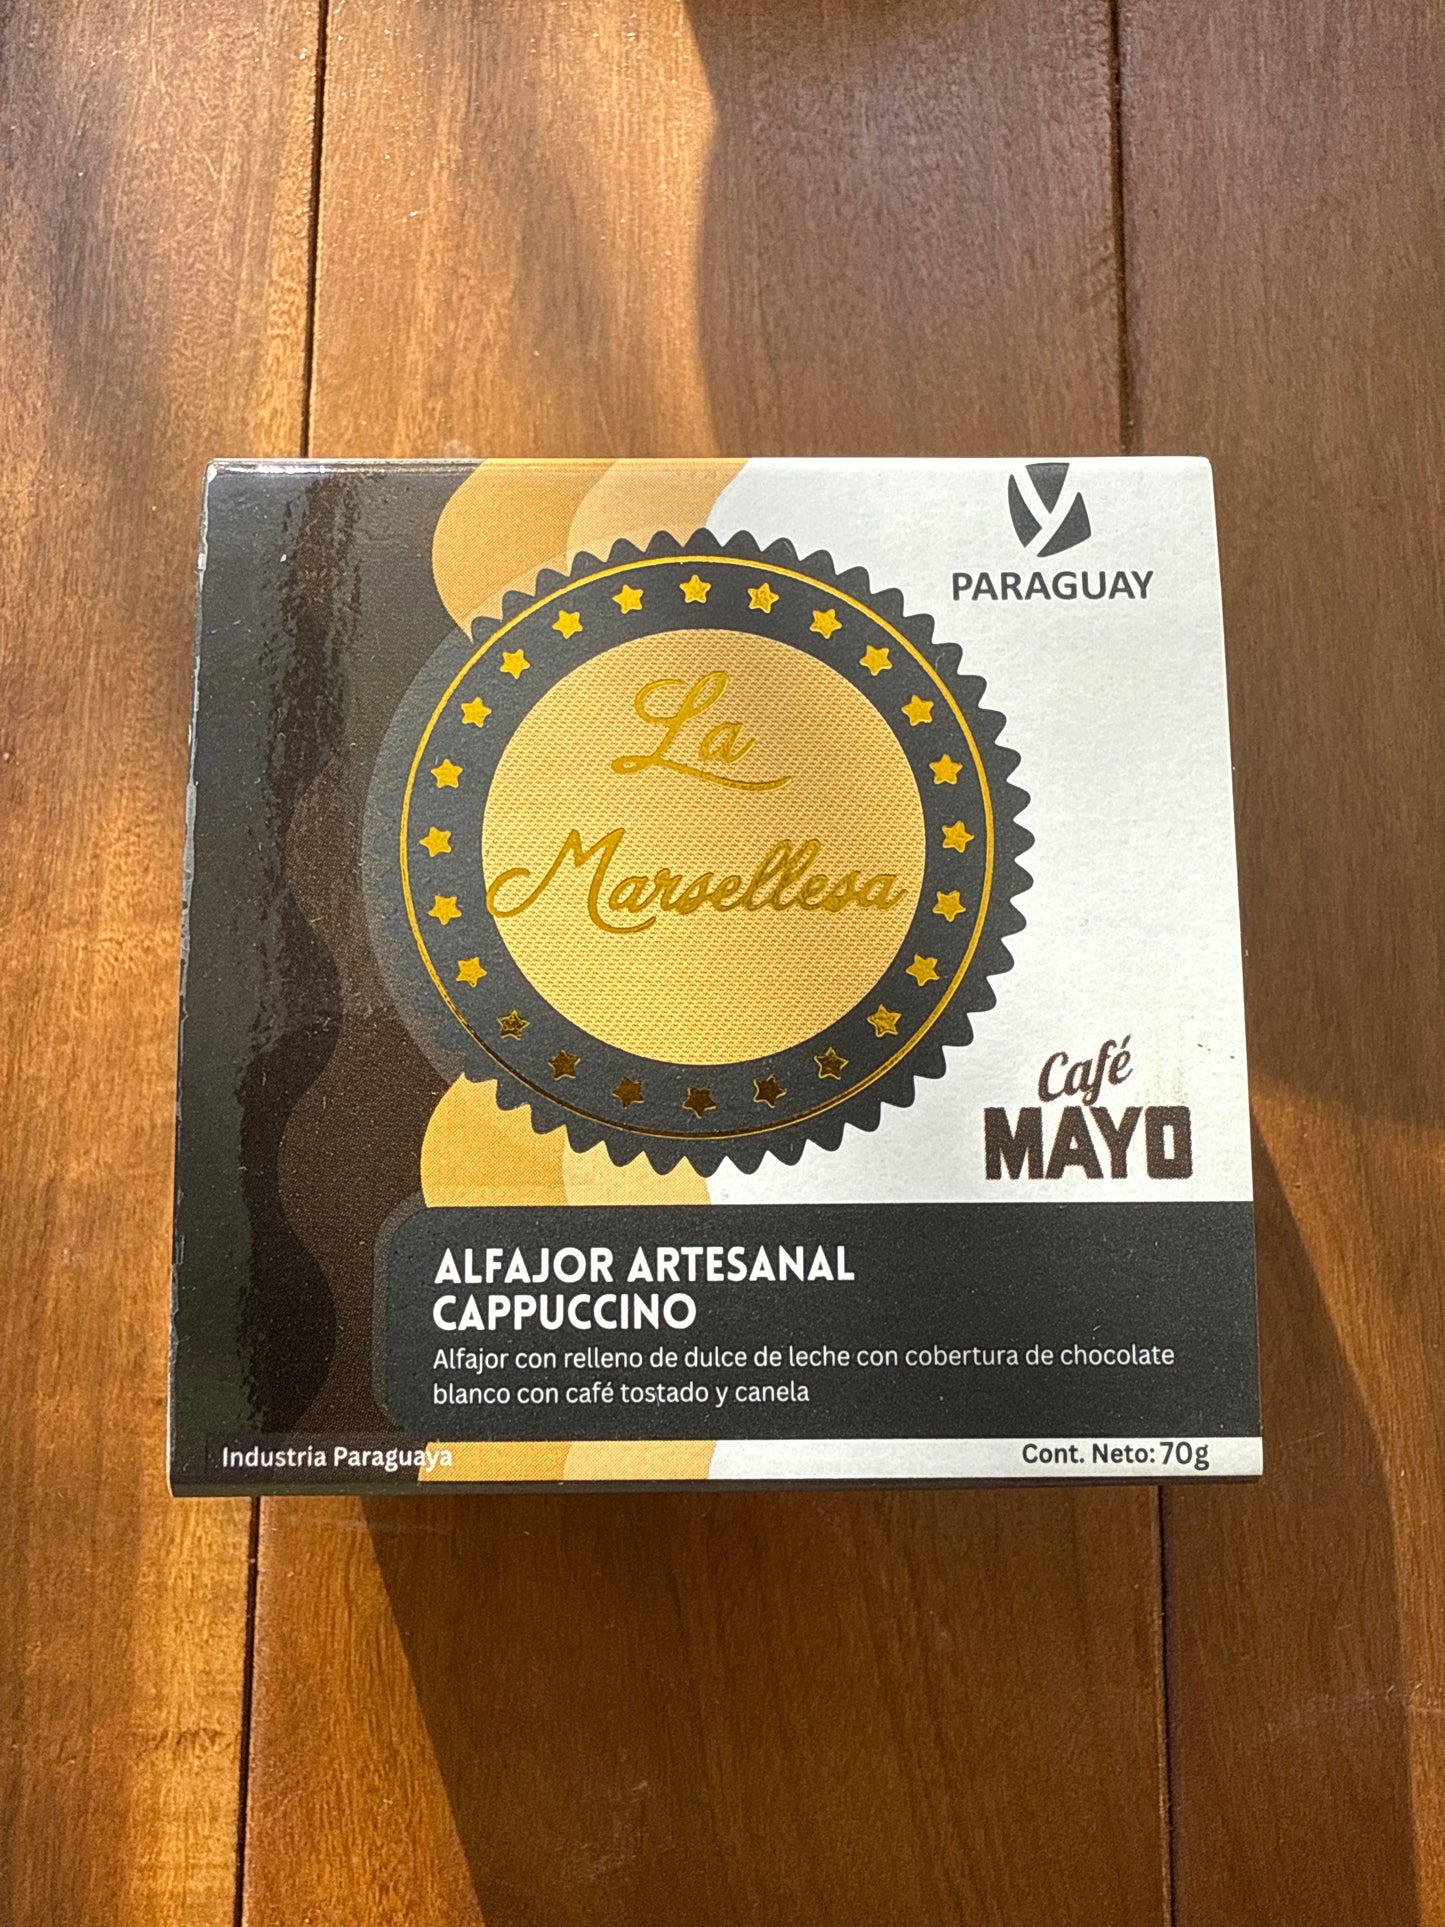 PARAGUAY
La
Marsellesa
Café
MAYO
ALFAJOR ARTESANAL
CAPPUCCINO
Alfajor con relleno de dulce de leche con cobertura de chocolate
blanco con café tostado y canela
Industria Paraguaya
Cont. Neto: 70g